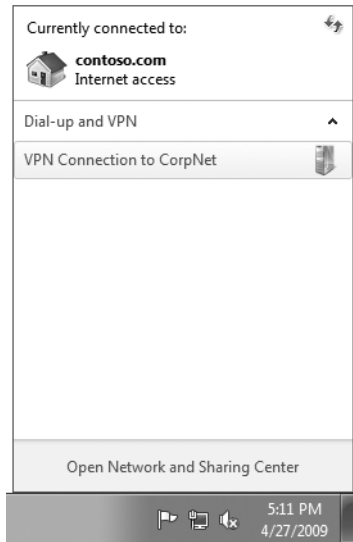 Currently connected to:
contoso.com
Internet access
Dial-up and VPN
VPN Connection to CorpNet
Open Network and Sharing Center
5:11 PM
4/27/2009